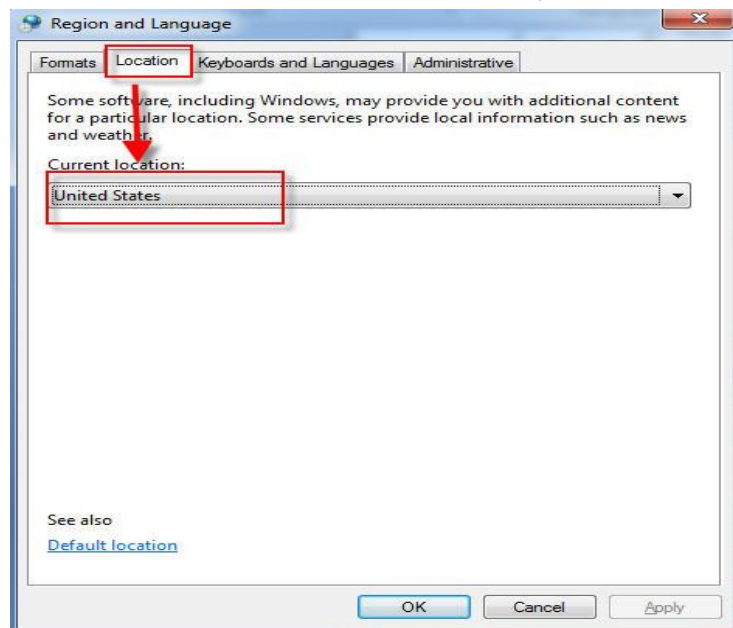 Region and Language
Formats Location Keyboards and Languages Administrative
Some software, including Windows, may provide you with additional content
for a particular location. Some services provide local information such as news
and weather.
Current location:
United States
See also
Default location
OK Cancel Apply